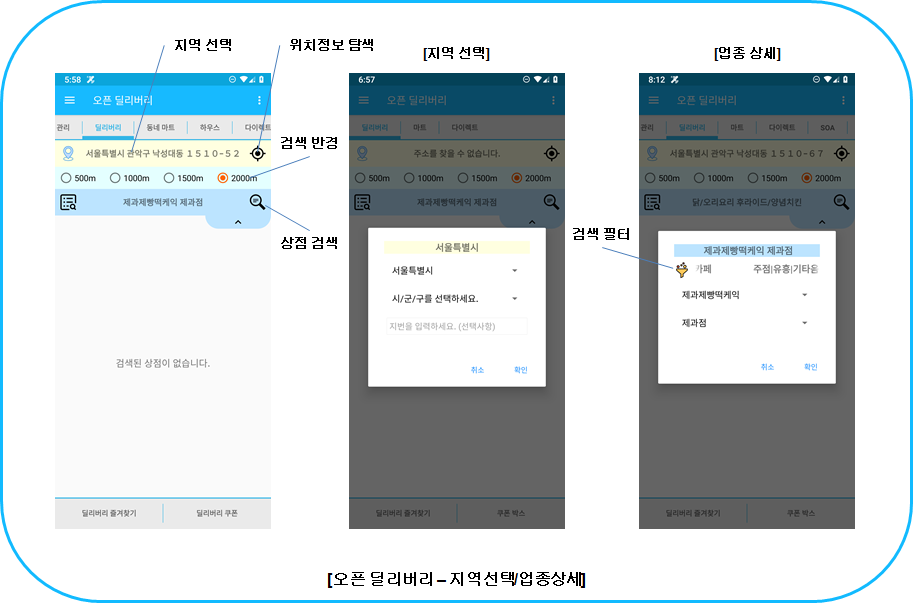 지역 선택
위치정보 탐색
[지역 선택]
[업종 상세]
5:58
오픈 딜리버리
관리 딜리버리 동네 마트 하우스 다이렉트
서울특별시 관악구 낙성대동 １５１０-５２
검색 반경
500m 1000m 1500m 2000m
제과제빵떡케익 제과점
상점 검색
검색된 상점이 없습니다.
딜리버리 즐겨찾기 딜리버리 쿠폰
6:57
오픈 딜리버리
딜리버리 마트 다이렉트
주소를 찾을 수 없습니다.
500m 1000m 1500m 2000m
제과제빵떡케익 제과점
서울특별시
서울특별시
시/군/구를 선택하세요.
지번을 입력하세요. (선택사항)
취소 확인
딜리버리 즐겨찾기 쿠폰 박스
8:12
오픈 딜리버리
관리 딜리버리 마트 다이렉트 SOA
서울특별시 관악구 낙성대동 １５１０-６７
500m 1000m 1500m 2000m
닭/오리요리 후라이드/양념치킨
검색 필터
제과제빵떡케익 제과점
카페 주점|유흥|기타음
제과제빵떡케익
제과점
취소 확인
딜리버리 즐겨찾기 쿠폰 박스
[오픈 딜리버리 – 지역선택/업종상세]